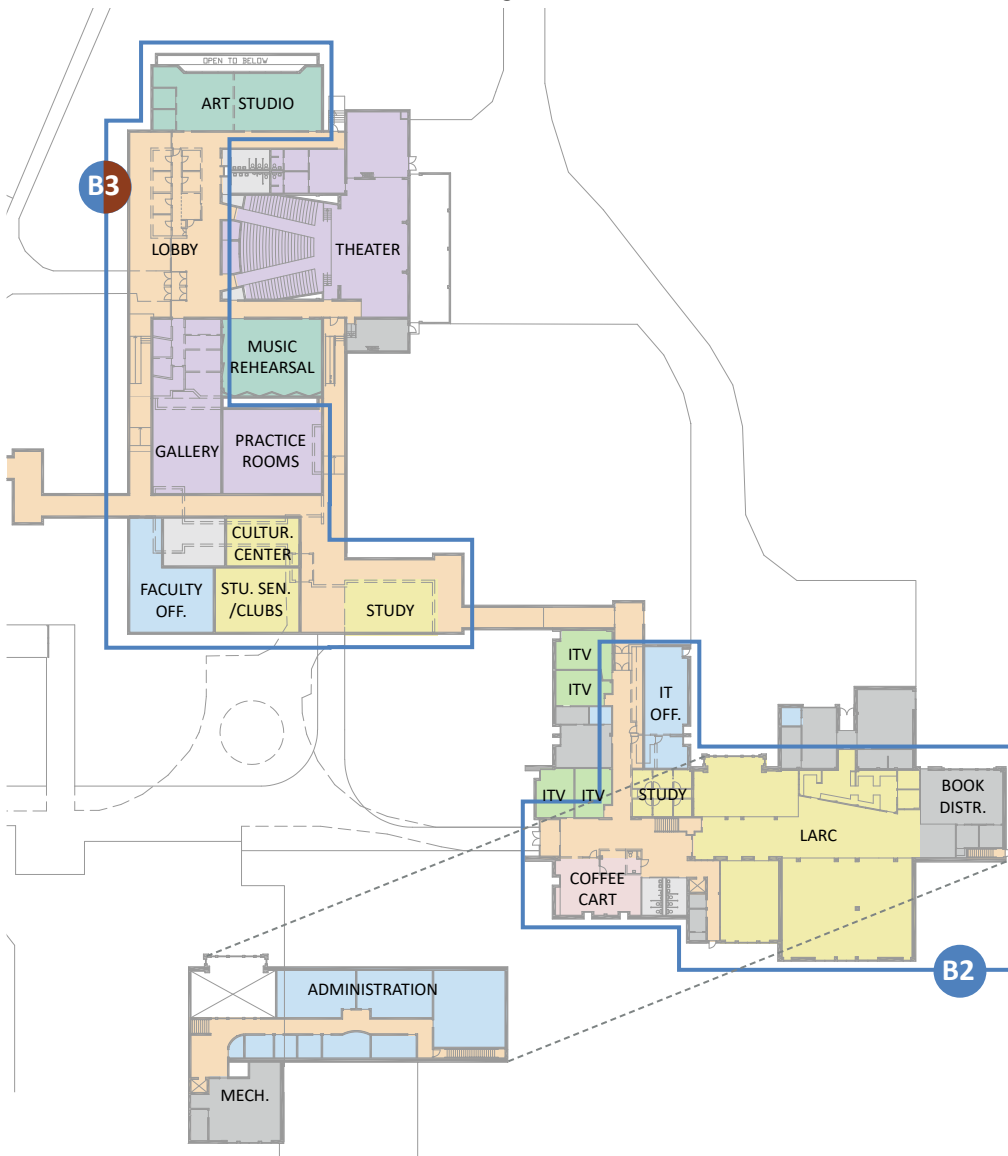 OPEN TO BELOW
ART STUDIO
B3
LOBBY
THEATER
MUSIC
REHEARSAL
GALLERY
PRACTICE
ROOMS
CULTUR.
CENTER
FACULTY
OFF.
STU. SEN.
/CLUBS
STUDY
ITV
ITV
IT
OFF.
ITV
ITV
STUDY
BOOK
DISTR.
LARC
COFFEE
CART
B2
ADMINISTRATION
MECH.